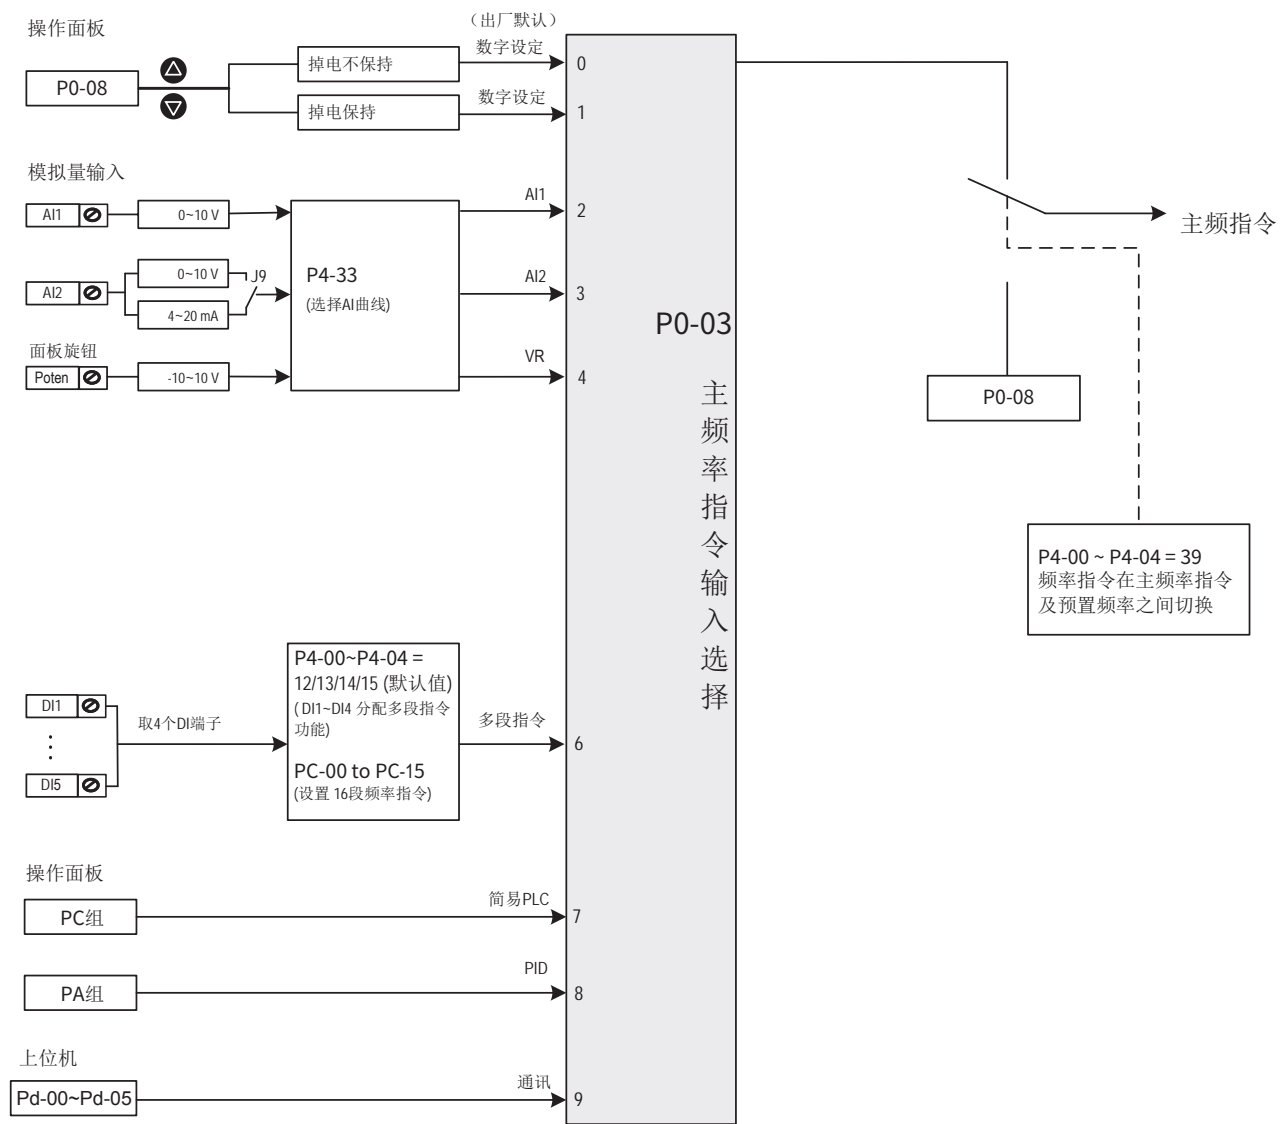 操作面板
(出厂默认)
数字设定
P0-08
掉电不保持
0
数字设定
掉电保持
1
模拟量输入
AI1
0~10 V
AI1
2
主频指令
AI2
0~10 V
4~20 mA
J9
P4-33
(选择AI曲线)
AI2
3
P0-03
主频率指令输入选择
面板旋钮
Poten
-10~10 V
VR
4
P0-08
P4-00 ~ P4-04 = 39
频率指令在主频率指令
及预置频率之间切换
DI1
⋮
DI5
取4个DI端子
P4-00~P4-04 =
12/13/14/15 (默认值)
( DI1~DI4 分配多段指令
功能)
PC-00 to PC-15
(设置 16段频率指令)
多段指令
6
操作面板
PC组
简易PLC
7
PA组
PID
8
上位机
Pd-00~Pd-05
通讯
9